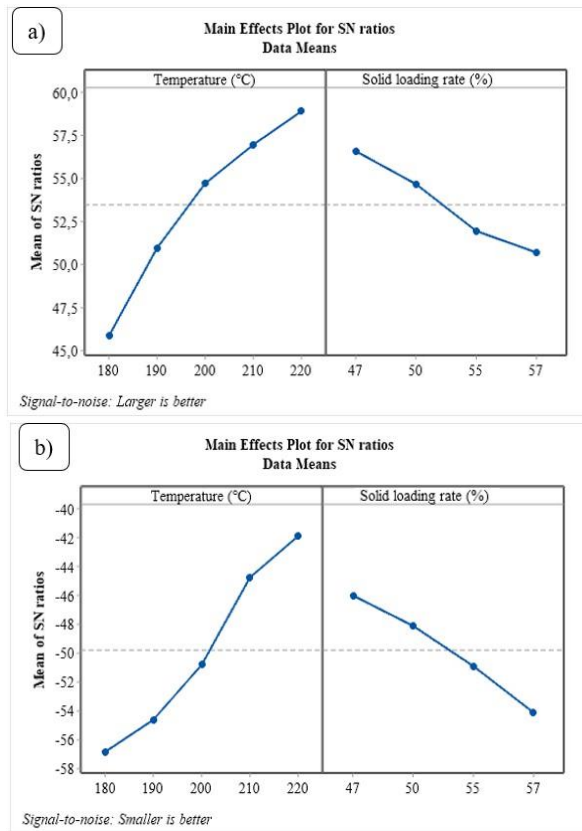 a)
Main Effects Plot for SN ratios
Data Means
Temperature (°C) Solid loading rate (%)
60,0
57,5
55,0
52,5
50,0
47,5
45,0
Mean of SN ratios
180 190 200 210 220 47 50 55 57
Signal-to-noise: Larger is better
b)
Main Effects Plot for SN ratios
Data Means
Temperature (°C) Solid loading rate (%)
-40
-42
-44
-46
-48
-50
-52
-54
-56
-58
Mean of SN ratios
180 190 200 210 220 47 50 55 57
Signal-to-noise: Smaller is better